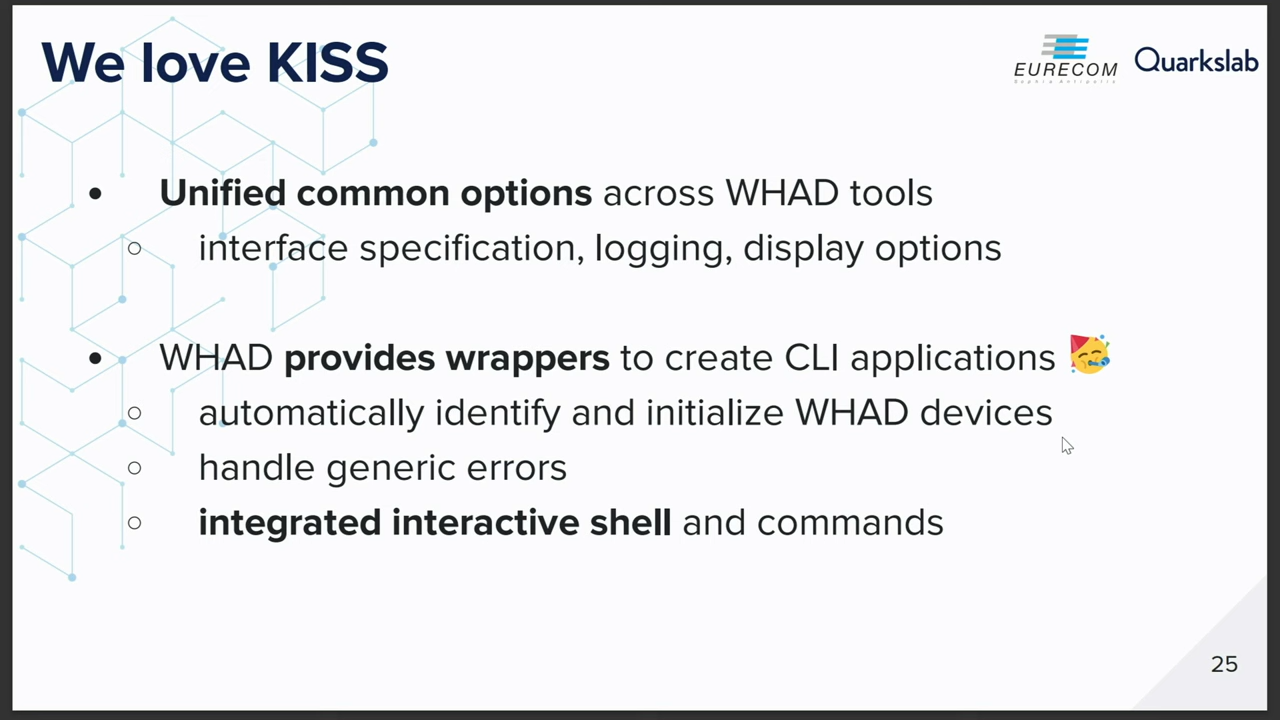 We love KISS
EURECOM
Sophia Antipolis
Quarkslab
• Unified common options across WHAD tools
○ interface specification, logging, display options
• WHAD provides wrappers to create CLI applications 🥳
○ automatically identify and initialize WHAD devices
○ handle generic errors
○ integrated interactive shell and commands
25